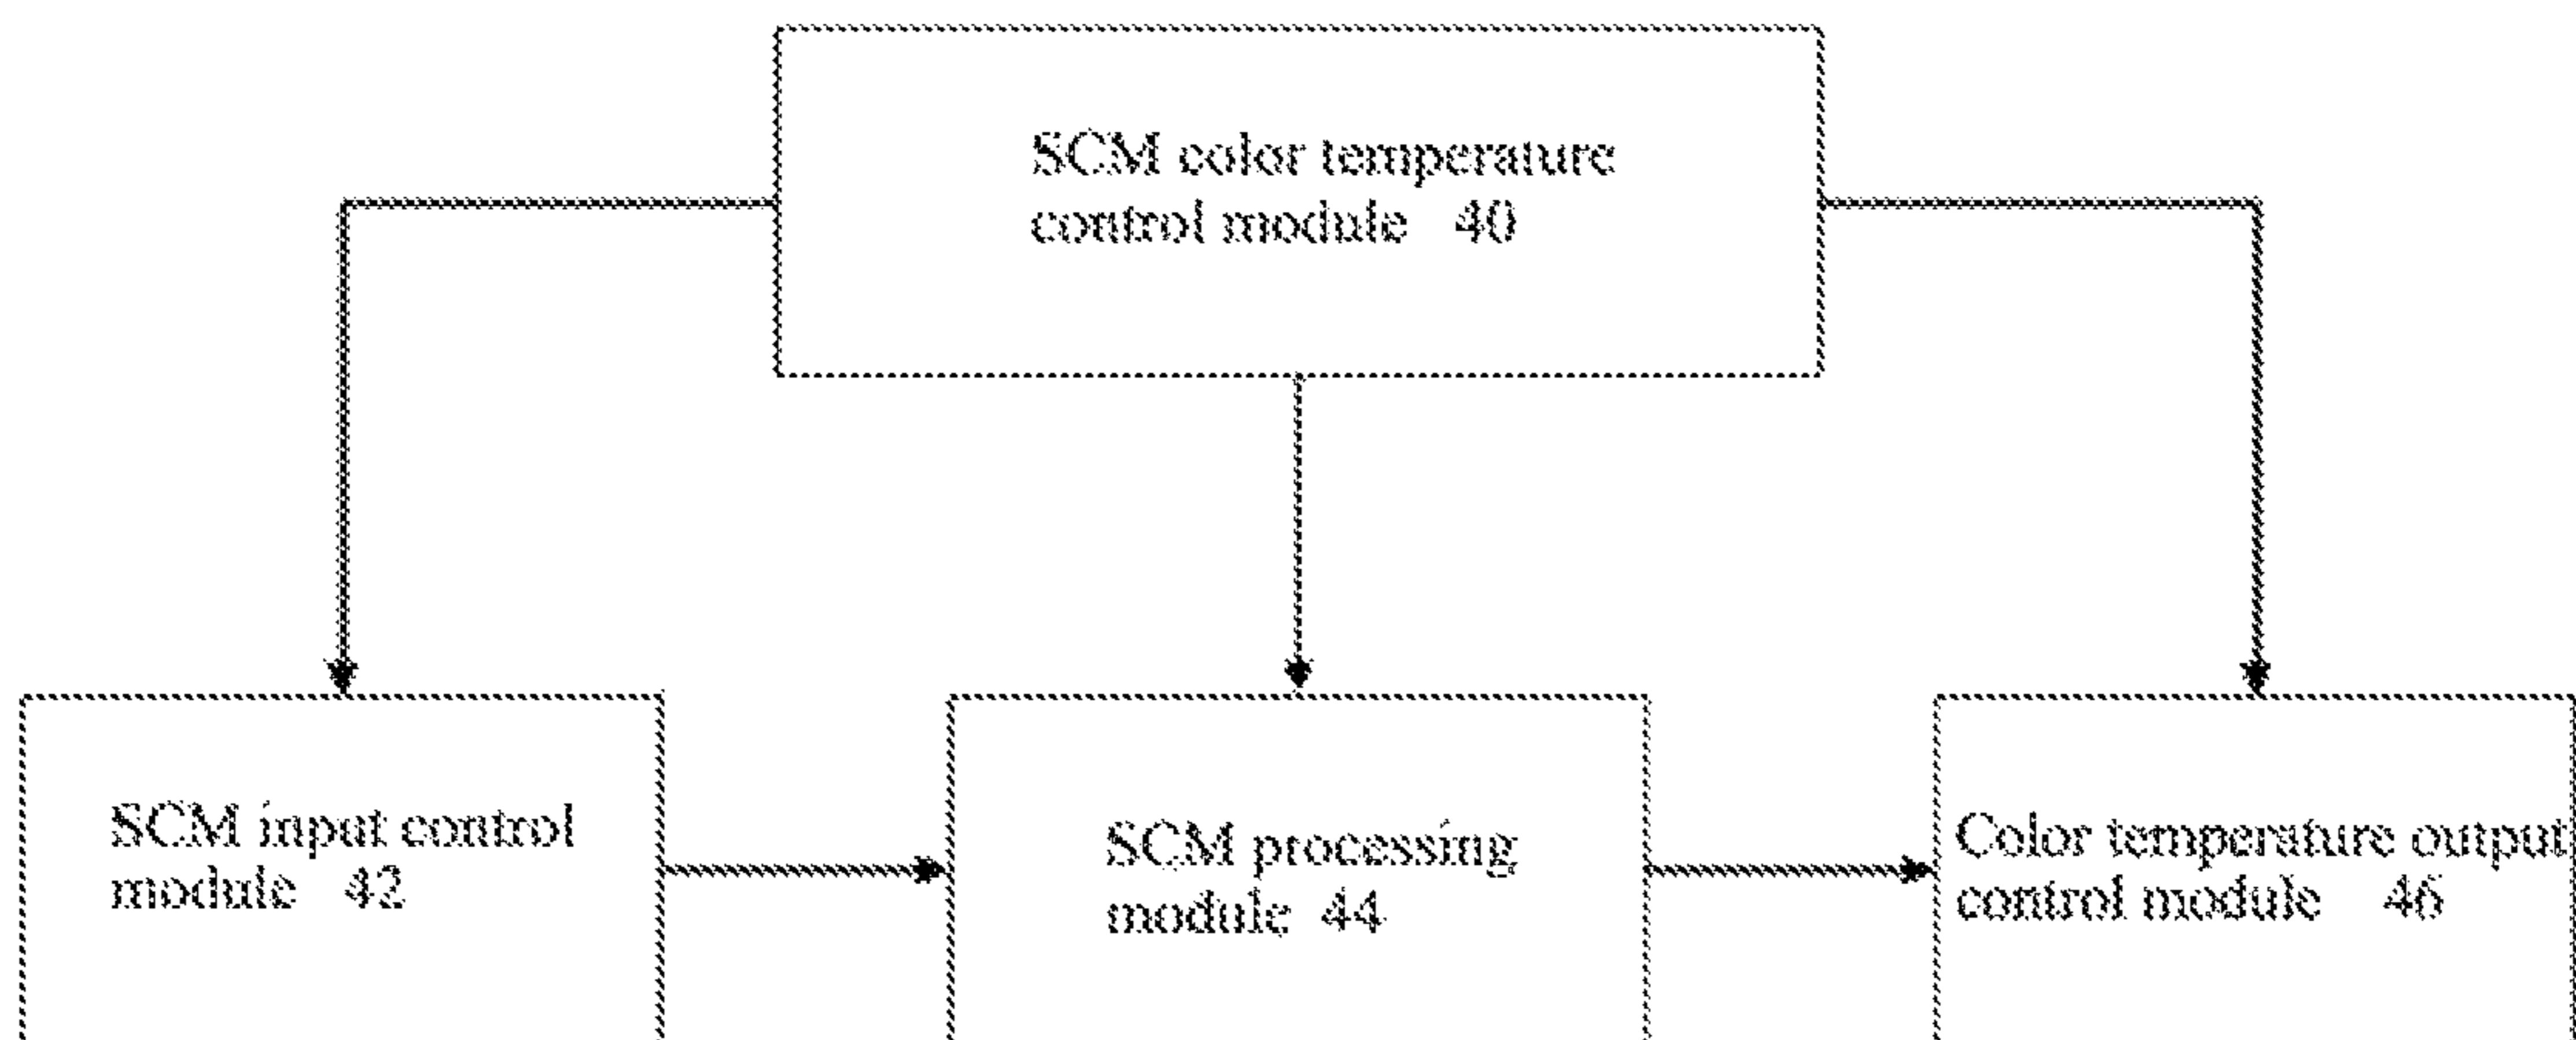 SCM color temperature
control module 40
SCM input control
module 42
SCM processing
module 44
Color temperature output
control module 46